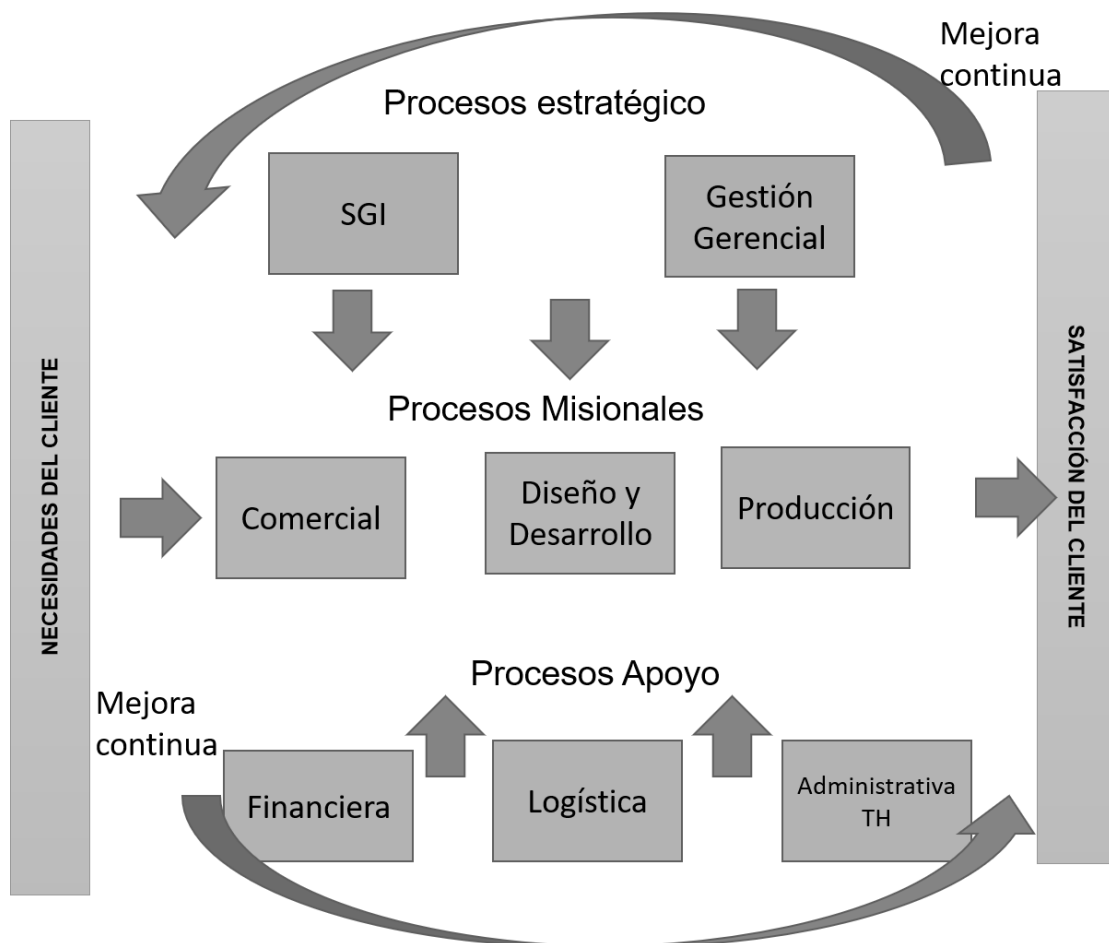 Mejora
continua
Procesos estratégico
SGI
Gestión
Gerencial
NECESIDADES DEL CLIENTE
SATISFACCIÓN DEL CLIENTE
Procesos Misionales
Comercial
Diseño y
Desarrollo
Producción
Procesos Apoyo
Mejora
continua
Financiera
Logística
Administrativa
TH